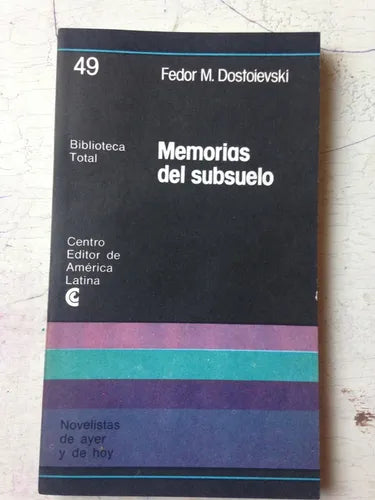 49
Fedor M. Dostoievski
Biblioteca
Total
Memorias
del subsuelo
Centro
Editor de
América
Latina
Novelistas
de ayer
y de hoy